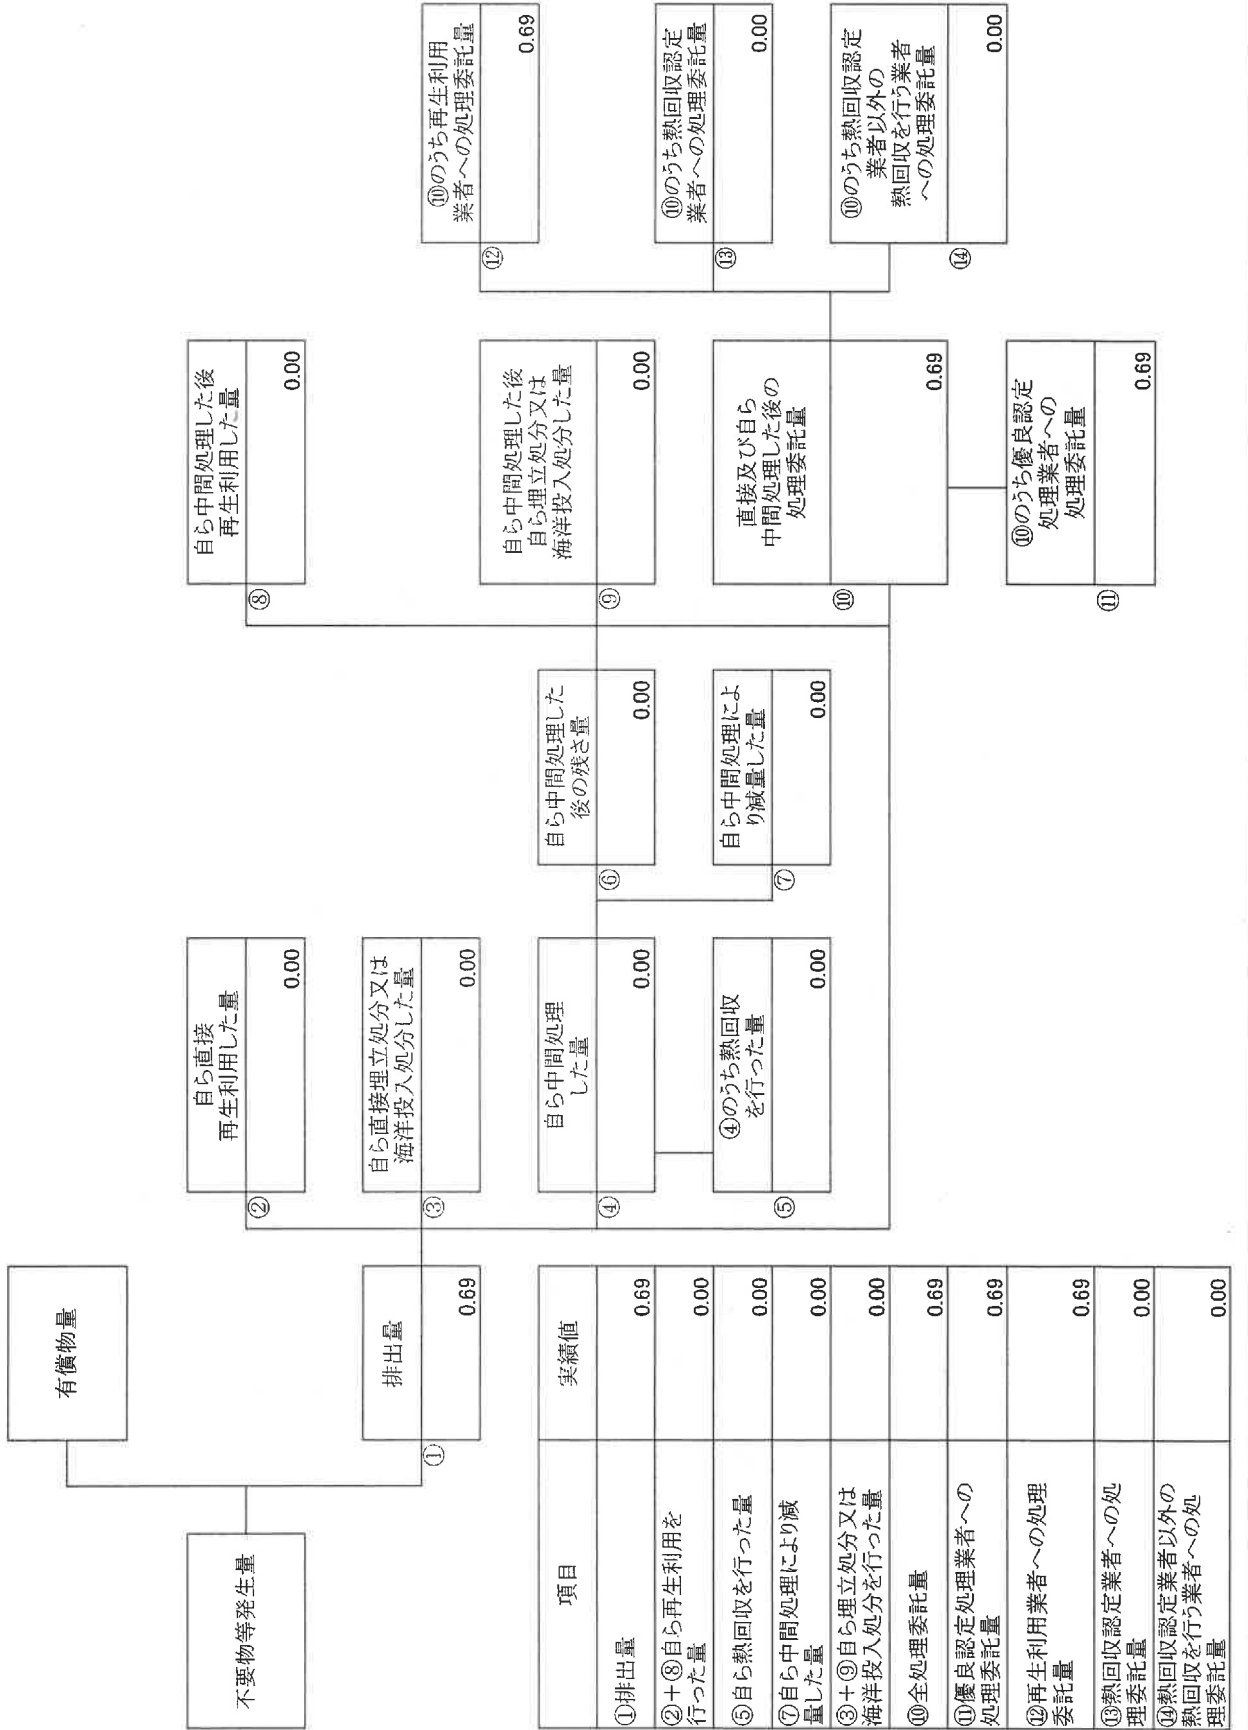 不要物等発生量
有償物量
①
排出量
0.69
②
自ら直接
再生利用した量
0.00
③
自ら直接埋立処分又は
海洋投入処分した量
0.00
④
自ら中間処理
した量
0.00
⑤
④のうち熱回収
を行った量
0.00
⑥
自ら中間処理した
後の残さ量
0.00
⑦
自ら中間処理によ
り減量した量
0.00
⑧
自ら中間処理した後
再生利用した量
0.00
⑨
自ら中間処理した後
自ら埋立処分又は
海洋投入処分した量
0.00
⑩
直接及び自ら
中間処理した後の
処理委託量
0.69
⑪
⑩のうち優良認定
処理業者への
処理委託量
0.69
⑫
⑩のうち再生利用
業者への処理委託量
0.69
⑬
⑩のうち熱回収認定
業者への処理委託量
0.00
⑭
⑩のうち熱回収認定
業者以外の
熱回収を行う業者
への処理委託量
0.00
項目
実績値
①排出量
0.69
②+⑧自ら再生利用を
行った量
0.00
⑤自ら熱回収を行った量
0.00
⑦自ら中間処理により減
量した量
0.00
③+⑨自ら埋立処分又は
海洋投入処分を行った量
0.00
⑩全処理委託量
0.69
⑪優良認定処理業者への
処理委託量
0.69
⑫再生利用業者への処理
委託量
0.69
⑬熱回収認定業者への処
理委託量
0.00
⑭熱回収認定業者以外の
熱回収を行う業者への処
理委託量
0.00